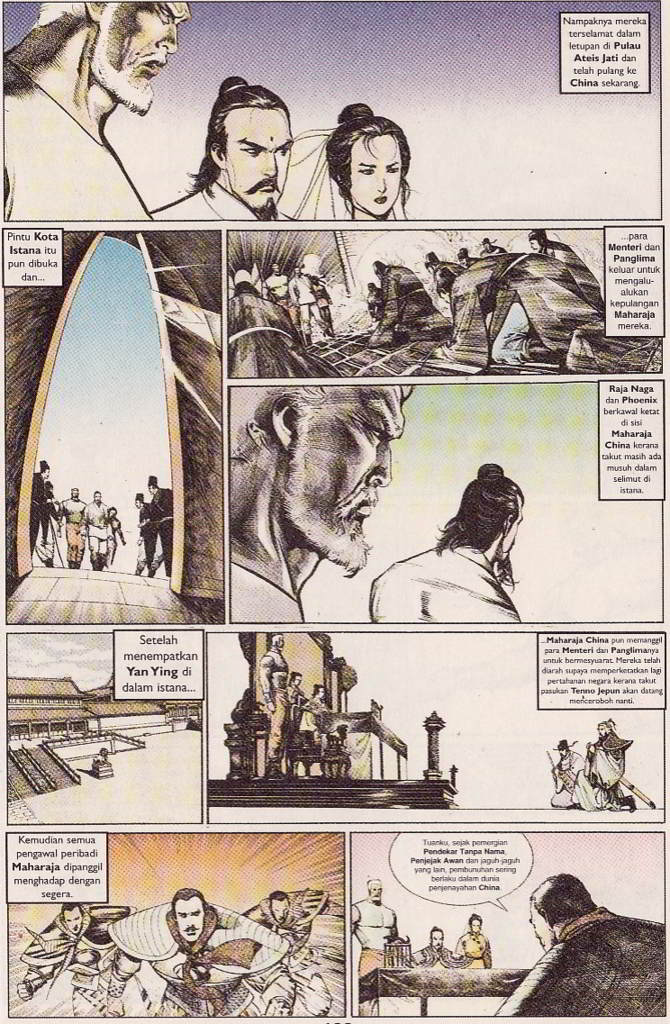 Nampaknya mereka
terselamat dalam
letupan di Pulau
Ateis Jati dan
telah pulang ke
China sekarang.
Pintu Kota
Istana itu
pun dibuka
dan...
...para
Menteri dan
Panglima
keluar untuk
mengalu-
alukan
kepulangan
Maharaja
mereka.
Raja Naga
dan Phoenix
berkawal ketat
di sisi
Maharaja
China kerana
takut masih ada
musuh dalam
selimut di
istana.
Setelah
menempatkan
Yan Ying di
dalam istana...
...Maharaja China pun memanggil
para Menteri dan Panglimanya
untuk bermesyuarat. Mereka telah
diarah supaya memperketatkan lagi
pertahanan negara kerana takut
pasukan Tenno Jepun akan datang
menceroboh nanti.
Kemudian semua
pengawal peribadi
Maharaja dipanggil
menghadap dengan
segera.
Tuanku, sejak pemergian
Pendekar Tanpa Nama,
Penjejak Awan dan jaguh-jaguh
yang lain, pembunuhan sering
berlaku dalam dunia
penjenayahan China.